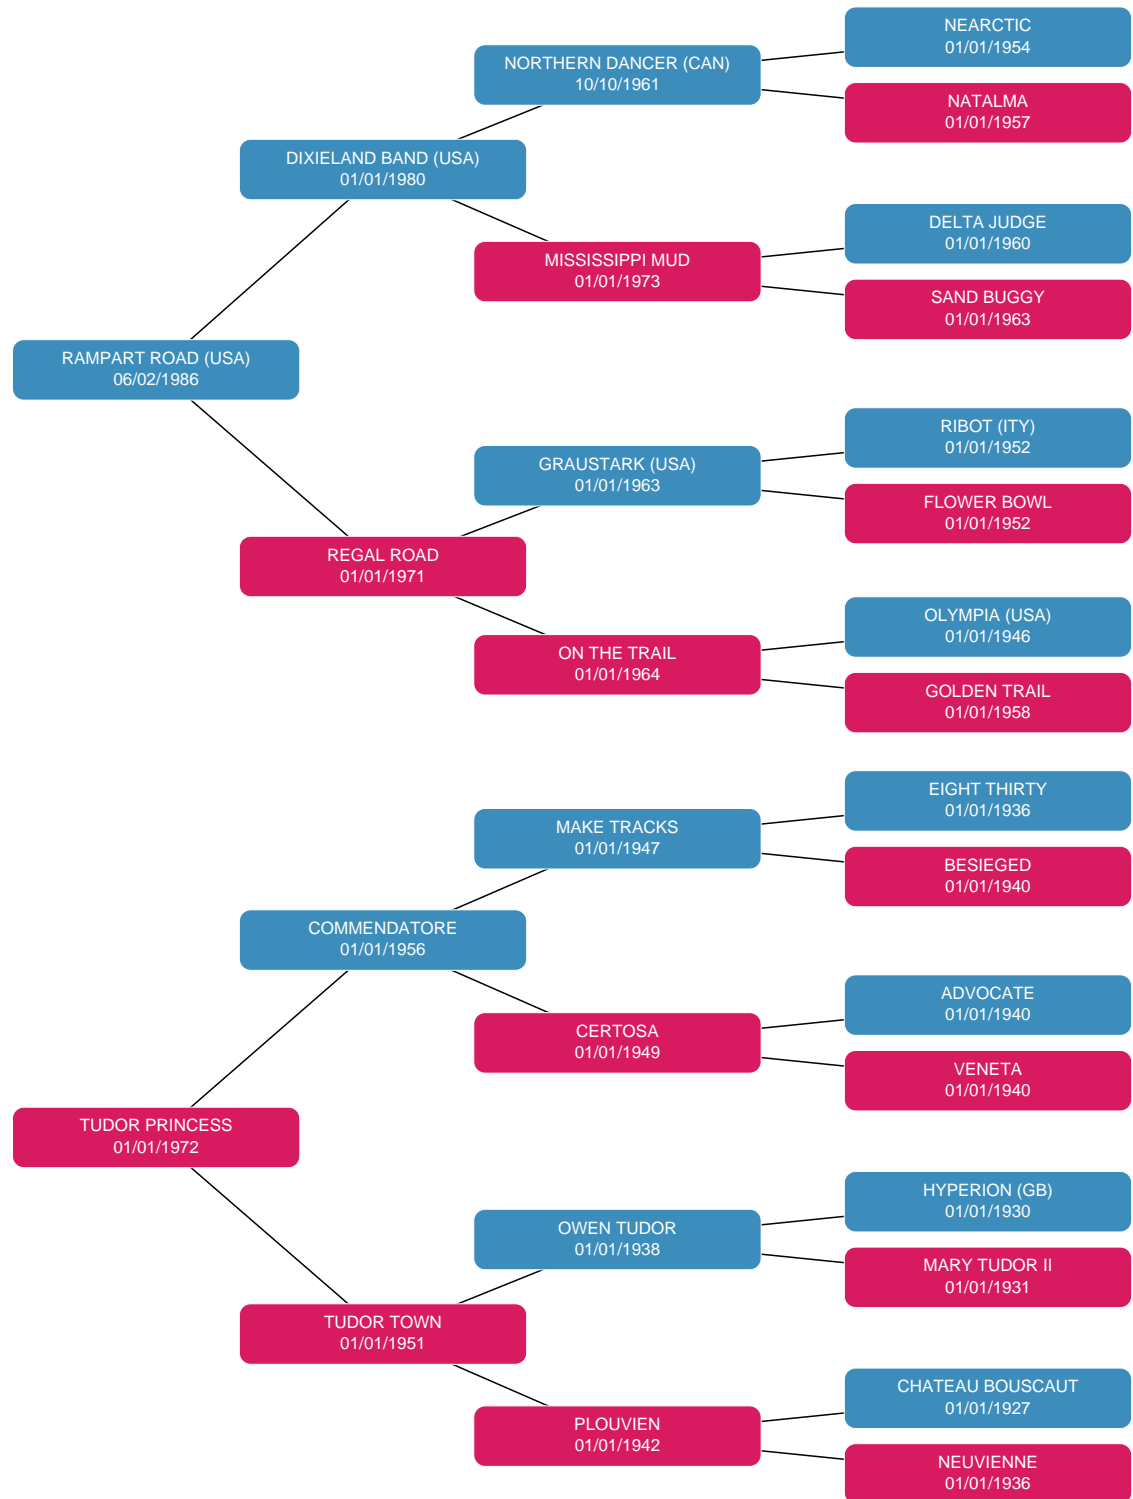 NEARCTIC
01/01/1954
NORTHERN DANCER (CAN)
10/10/1961
NATALMA
01/01/1957
DIXIELAND BAND (USA)
01/01/1980
DELTA JUDGE
01/01/1960
MISSISSIPPI MUD
01/01/1973
SAND BUGGY
01/01/1963
RAMPART ROAD (USA)
06/02/1986
RIBOT (ITY)
01/01/1952
GRAUSTARK (USA)
01/01/1963
FLOWER BOWL
01/01/1952
REGAL ROAD
01/01/1971
OLYMPIA (USA)
01/01/1946
ON THE TRAIL
01/01/1964
GOLDEN TRAIL
01/01/1958
EIGHT THIRTY
01/01/1936
MAKE TRACKS
01/01/1947
BESIEGED
01/01/1940
COMMENDATORE
01/01/1956
ADVOCATE
01/01/1940
CERTOSA
01/01/1949
VENETA
01/01/1940
TUDOR PRINCESS
01/01/1972
HYPERION (GB)
01/01/1930
OWEN TUDOR
01/01/1938
MARY TUDOR II
01/01/1931
TUDOR TOWN
01/01/1951
CHATEAU BOUSCAUT
01/01/1927
PLOUVIEN
01/01/1942
NEUVIENNE
01/01/1936